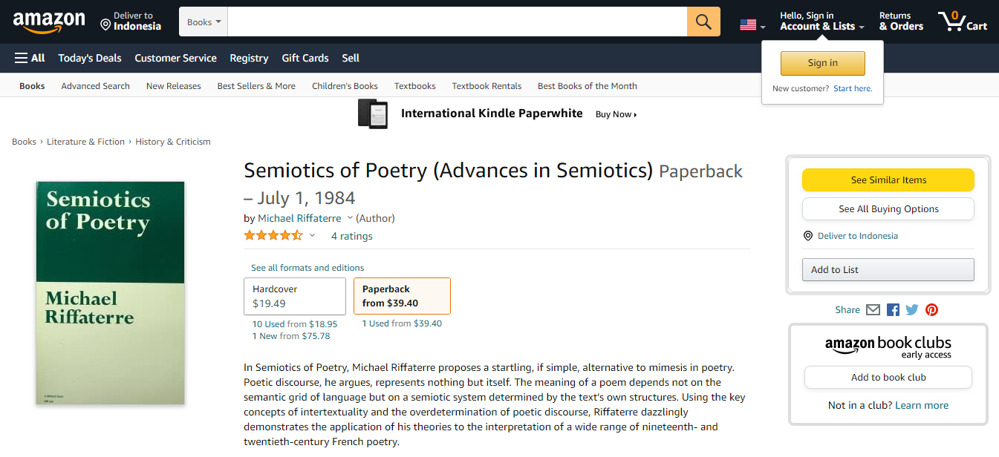 amazon
Deliver to
Indonesia
Books
Hello, Sign in
Account & Lists
Returns
& Orders
0
Cart
All
Today's Deals
Customer Service
Registry
Gift Cards
Sell
Sign in
New customer? Start here.
Books
Advanced Search
New Releases
Best Sellers & More
Children's Books
Textbooks
Textbook Rentals
Best Books of the Month
International Kindle Paperwhite
Buy Now
Books › Literature & Fiction › History & Criticism
Semiotics
of Poetry
Michael
Riffaterre
Semiotics of Poetry (Advances in Semiotics) Paperback
– July 1, 1984
by Michael Riffaterre (Author)
4 ratings
See all formats and editions
Hardcover
$19.49
Paperback
from $39.40
10 Used from $18.95
1 New from $75.78
1 Used from $39.40
In Semiotics of Poetry, Michael Riffaterre proposes a startling, if simple, alternative to mimesis in poetry.
Poetic discourse, he argues, represents nothing but itself. The meaning of a poem depends not on the
semantic grid of language but on a semiotic system determined by the text's own structures. Using the key
concepts of intertextuality and the overdetermination of poetic discourse, Riffaterre dazzlingly
demonstrates the application of his theories to the interpretation of a wide range of nineteenth- and
twentieth-century French poetry.
See Similar Items
See All Buying Options
Deliver to Indonesia
Add to List
Share
amazon book clubs
early access
Add to book club
Not in a club? Learn more